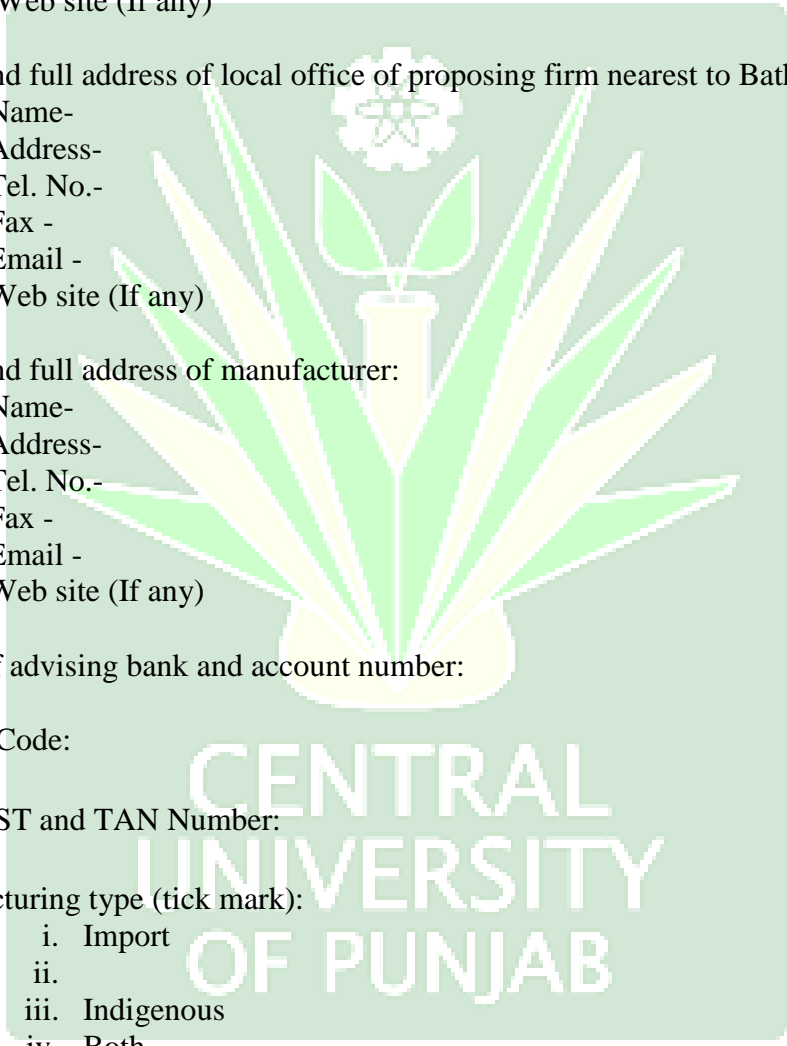 Web site (If any)
nd full address of local office of proposing firm nearest to Bat
Name-
Address-
Tel. No.-
Fax -
Email -
Web site (If any)
nd full address of manufacturer:
Name-
Address-
Tel. No.-
Fax -
Email -
Web site (If any)
f advising bank and account number:
Code:
ST and TAN Number:
cturing type (tick mark):
i. Import
ii.
iii. Indigenous
iv. Both
CENTRAL
UNIVERSITY
OF PUNJAB